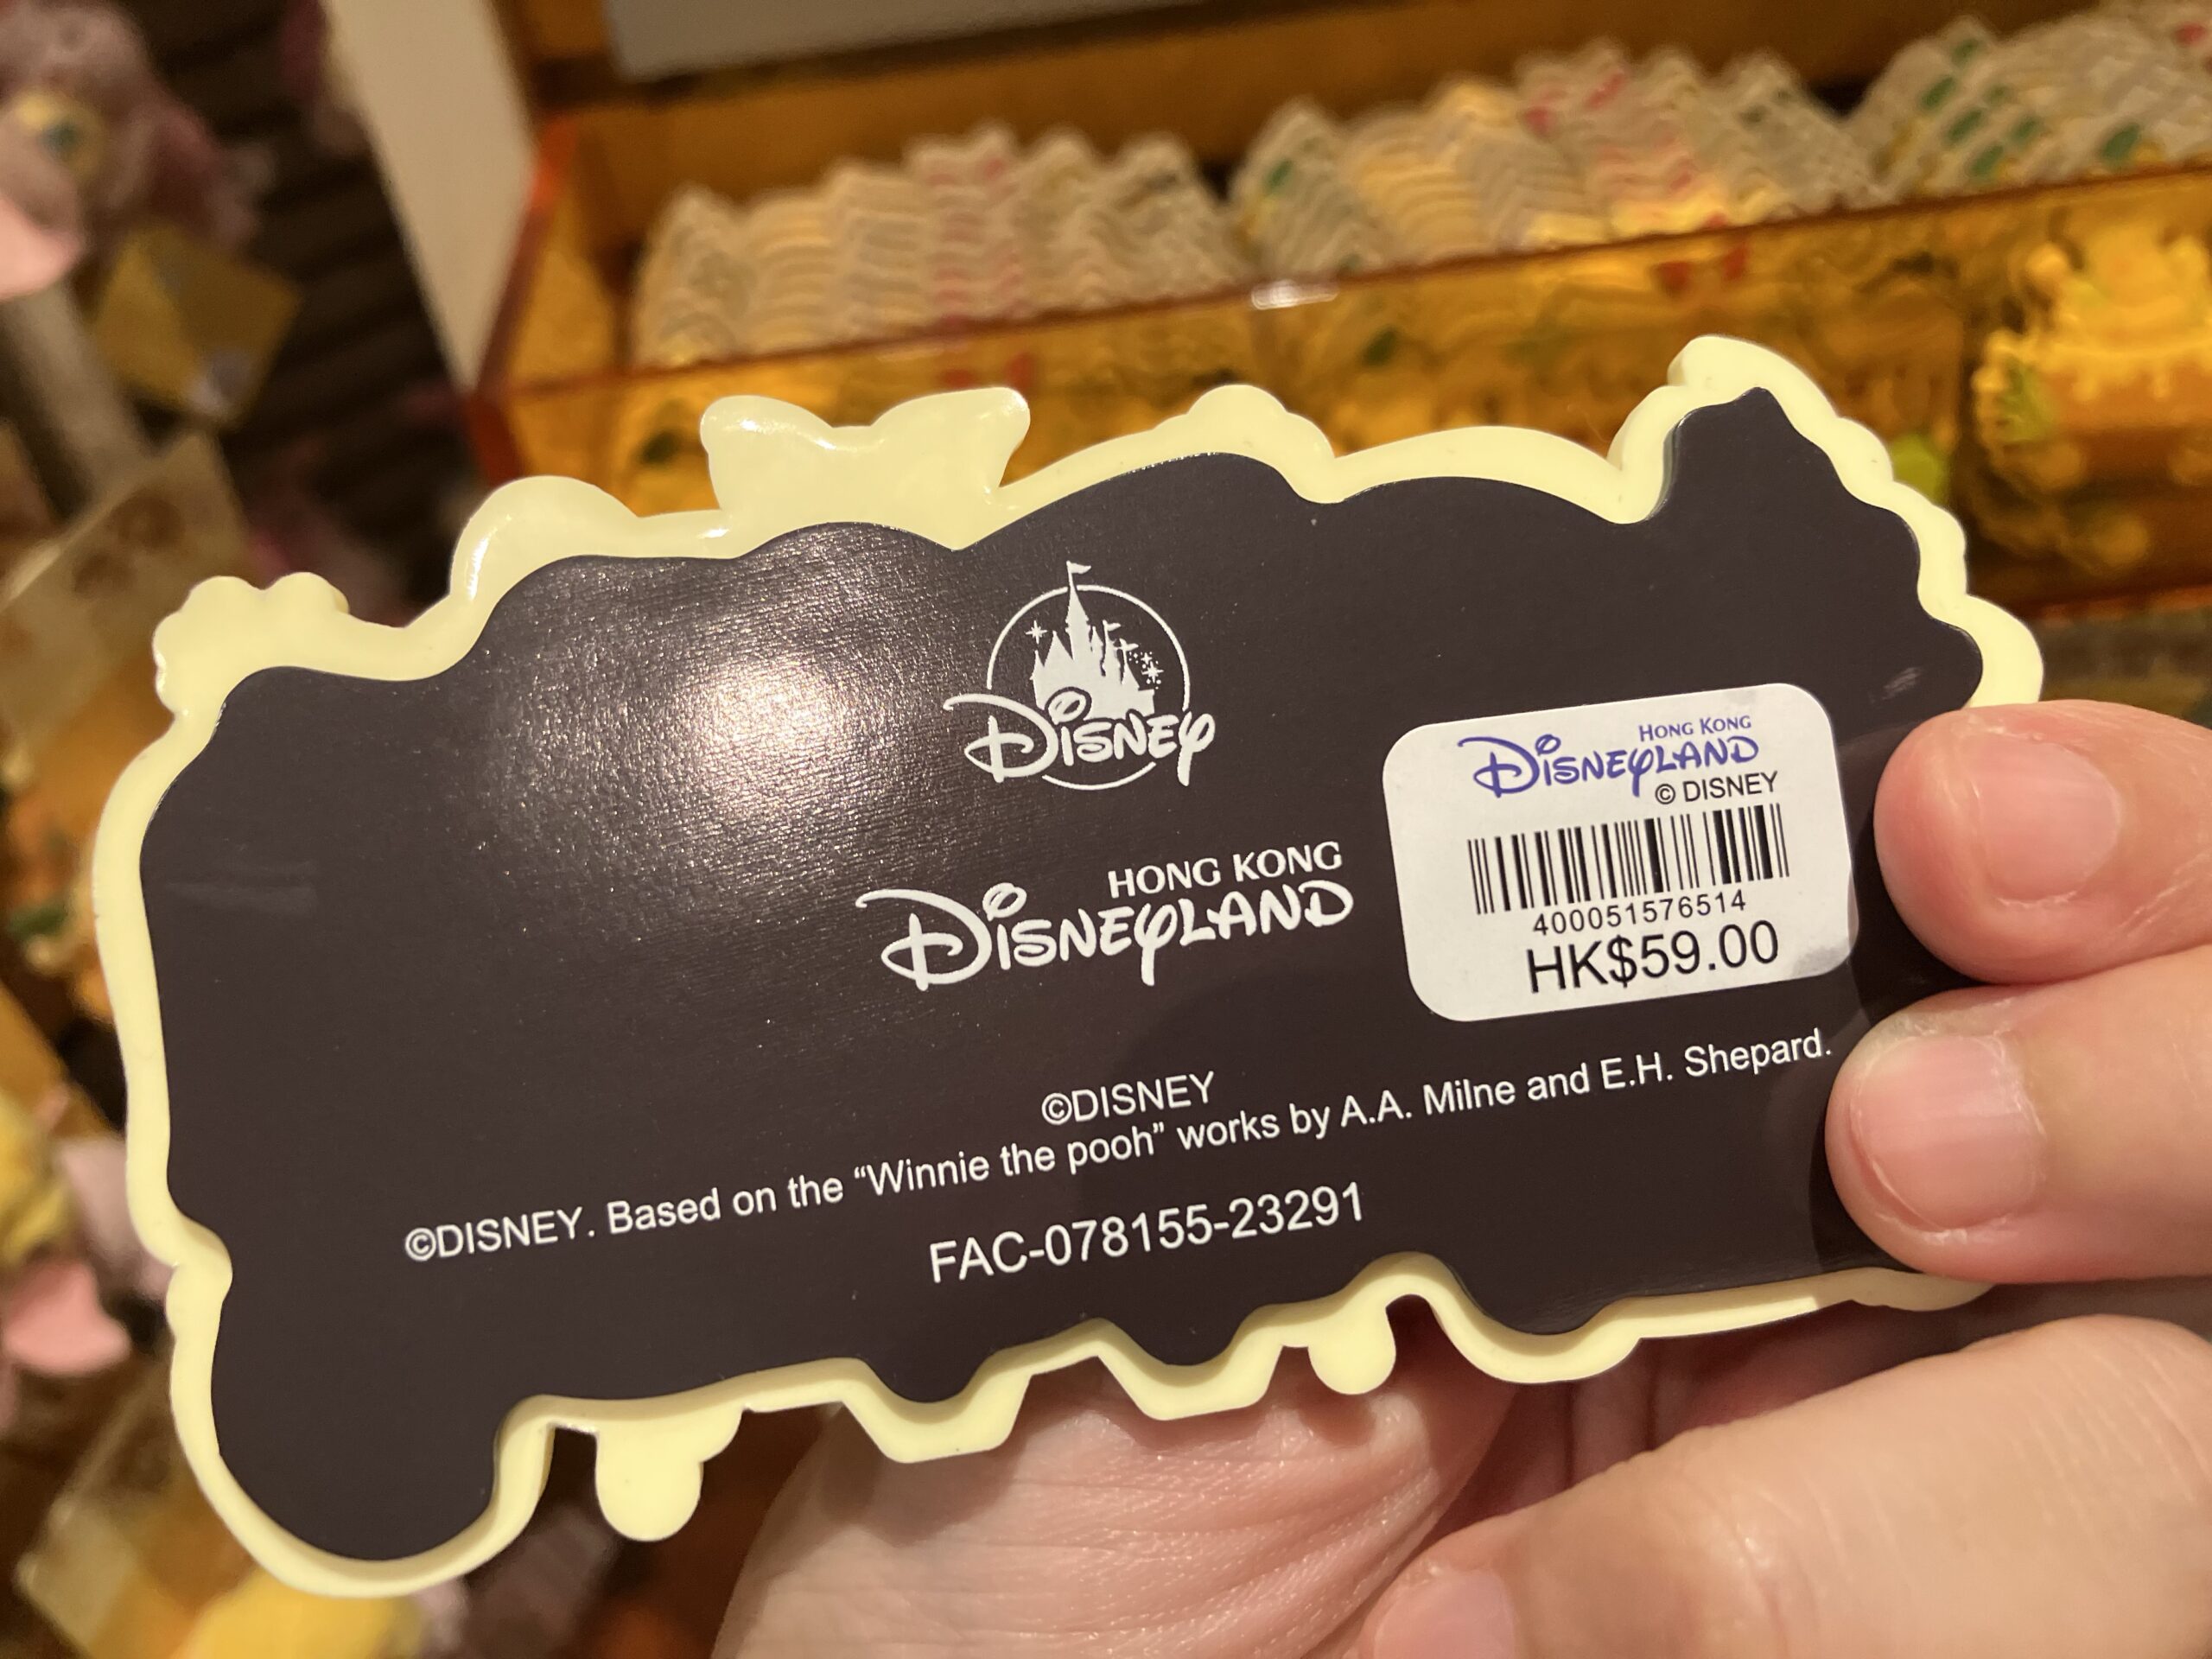 Disney
HONG KONG
Disneyland
HONG KONG
Disneyland
© DISNEY
400051576514
HK$59.00
©DISNEY
©DISNEY. Based on the “Winnie the pooh” works by A.A. Milne and E.H. Shepard.
FAC-078155-23291